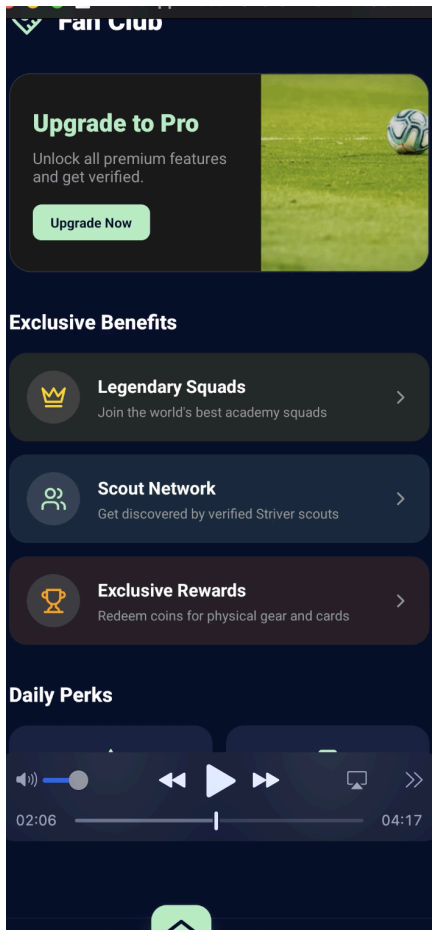 Fan Club
Upgrade to Pro
Unlock all premium features
and get verified.
Upgrade Now
Exclusive Benefits
Legendary Squads
Join the world's best academy squads
Scout Network
Get discovered by verified Striver scouts
Exclusive Rewards
Redeem coins for physical gear and cards
Daily Perks
02:06
04:17